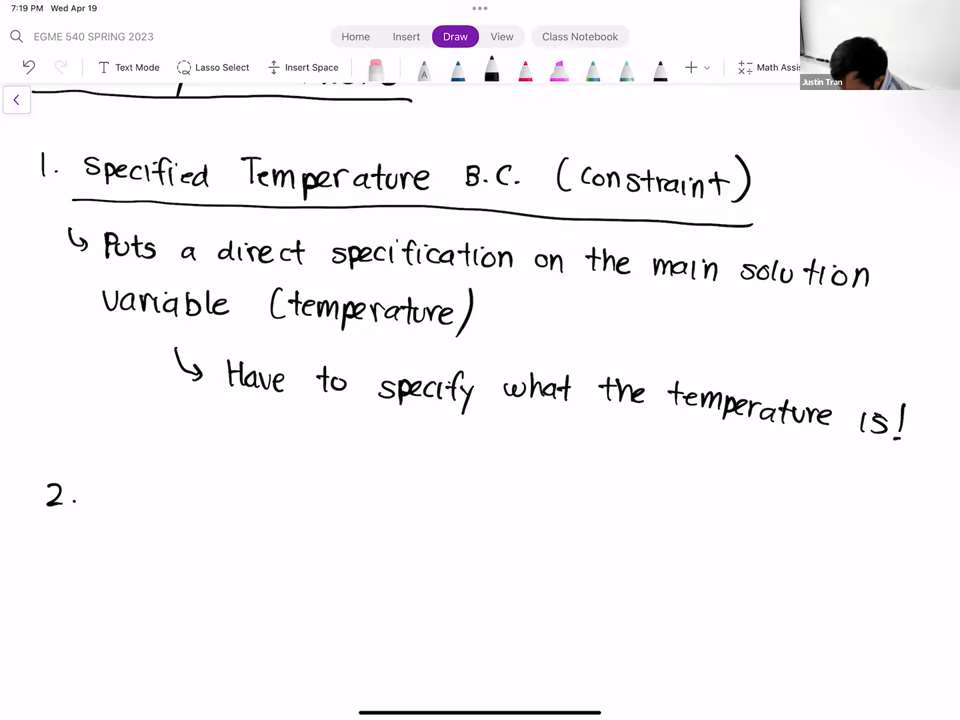 7:19 PM Wed Apr 19
EGME 540 SPRING 2023
Home Insert Draw View Class Notebook
Text Mode Lasso Select Insert Space Math Assis
Justin Tran
1. Specified Temperature B.C. (constraint)
↳ Puts a direct specification on the main solution
variable (temperature)
↳ Have to specify what the temperature is!
2.